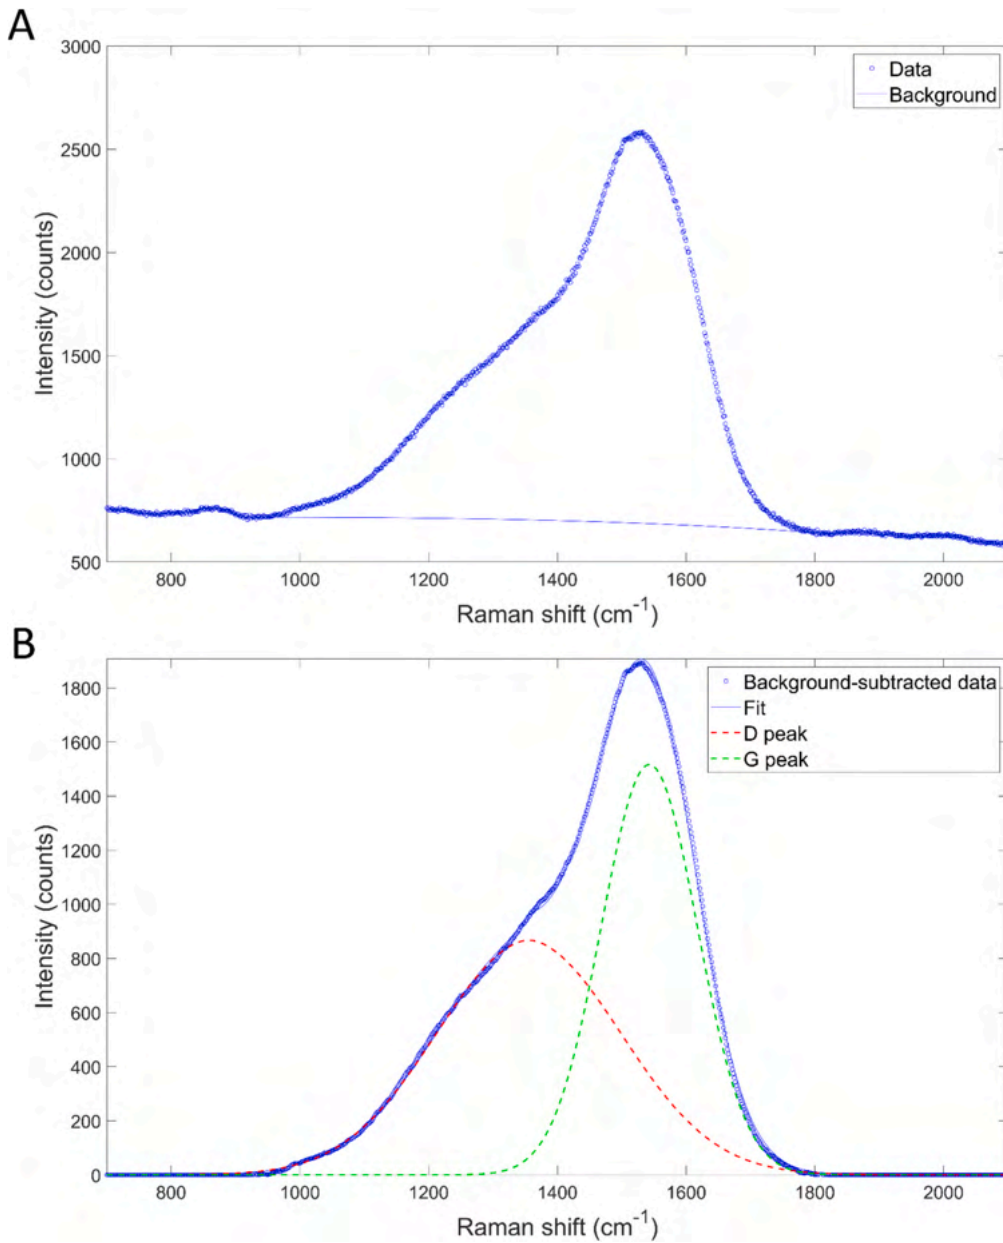 A
3000
2500
2000
1500
1000
500
Intensity (counts)
Data
Background
800 1000 1200 1400 1600 1800 2000
Raman shift (cm⁻¹)
B
1800
1600
1400
1200
1000
800
600
400
200
0
Intensity (counts)
Background-subtracted data
Fit
D peak
G peak
800 1000 1200 1400 1600 1800 2000
Raman shift (cm⁻¹)